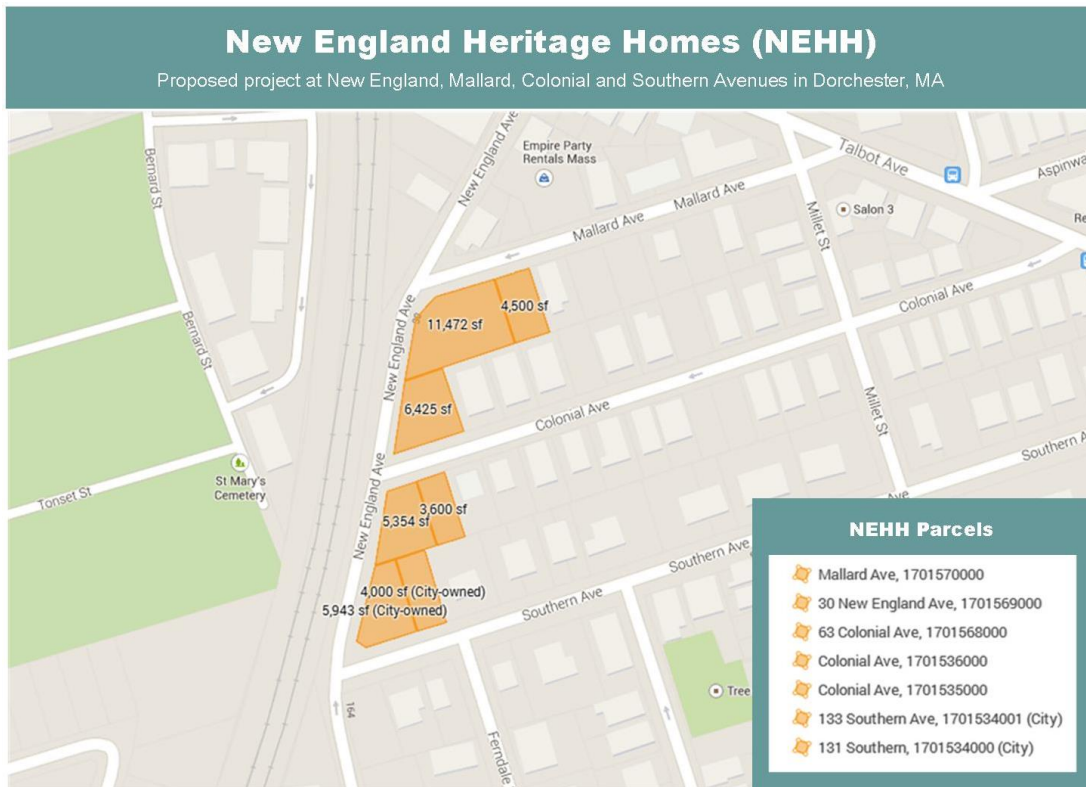 New England Heritage Homes (NEHH)
Proposed project at New England, Mallard, Colonial and Southern Avenues in Dorchester, MA
Bernard St
New England Ave
Empire Party
Rentals Mass
Talbot Ave
Aspinwa
Mallard Ave
Mallard Ave
Millet St
Salon 3
Re
Colonial Ave
4,500 sf
11,472 sf
New England Ave
Bernard St
6,425 sf
Colonial Ave
Millet St
St Mary's
Cemetery
Tonset St
Southern A
Ave
New England Ave
3,600 sf
5,354 sf
Southern Ave
4,000 sf (City-owned)
5,943 sf (City-owned)
Southern Ave
164
Ferndale
Tree
NEHH Parcels
Mallard Ave, 1701570000
30 New England Ave, 1701569000
63 Colonial Ave, 1701568000
Colonial Ave, 1701536000
Colonial Ave, 1701535000
133 Southern Ave, 1701534001 (City)
131 Southern, 1701534000 (City)